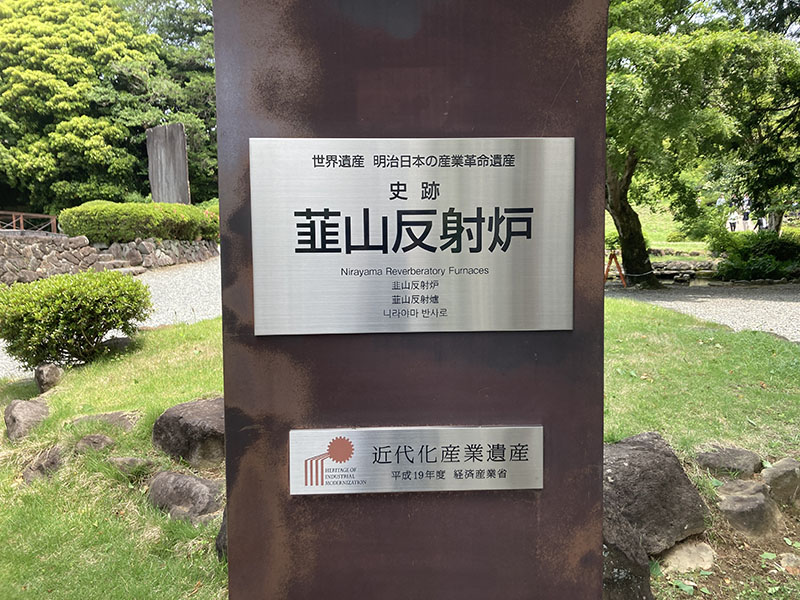 世界遺産 明治日本の産業革命遺産
史跡
韮山反射炉
Nirayama Reverberatory Furnaces
韭山反射炉
韮山反射爐
니라야마 반사로
HERITAGE OF
INDUSTRIAL
MODERNIZATION
近代化産業遺産
平成19年度 経済産業省